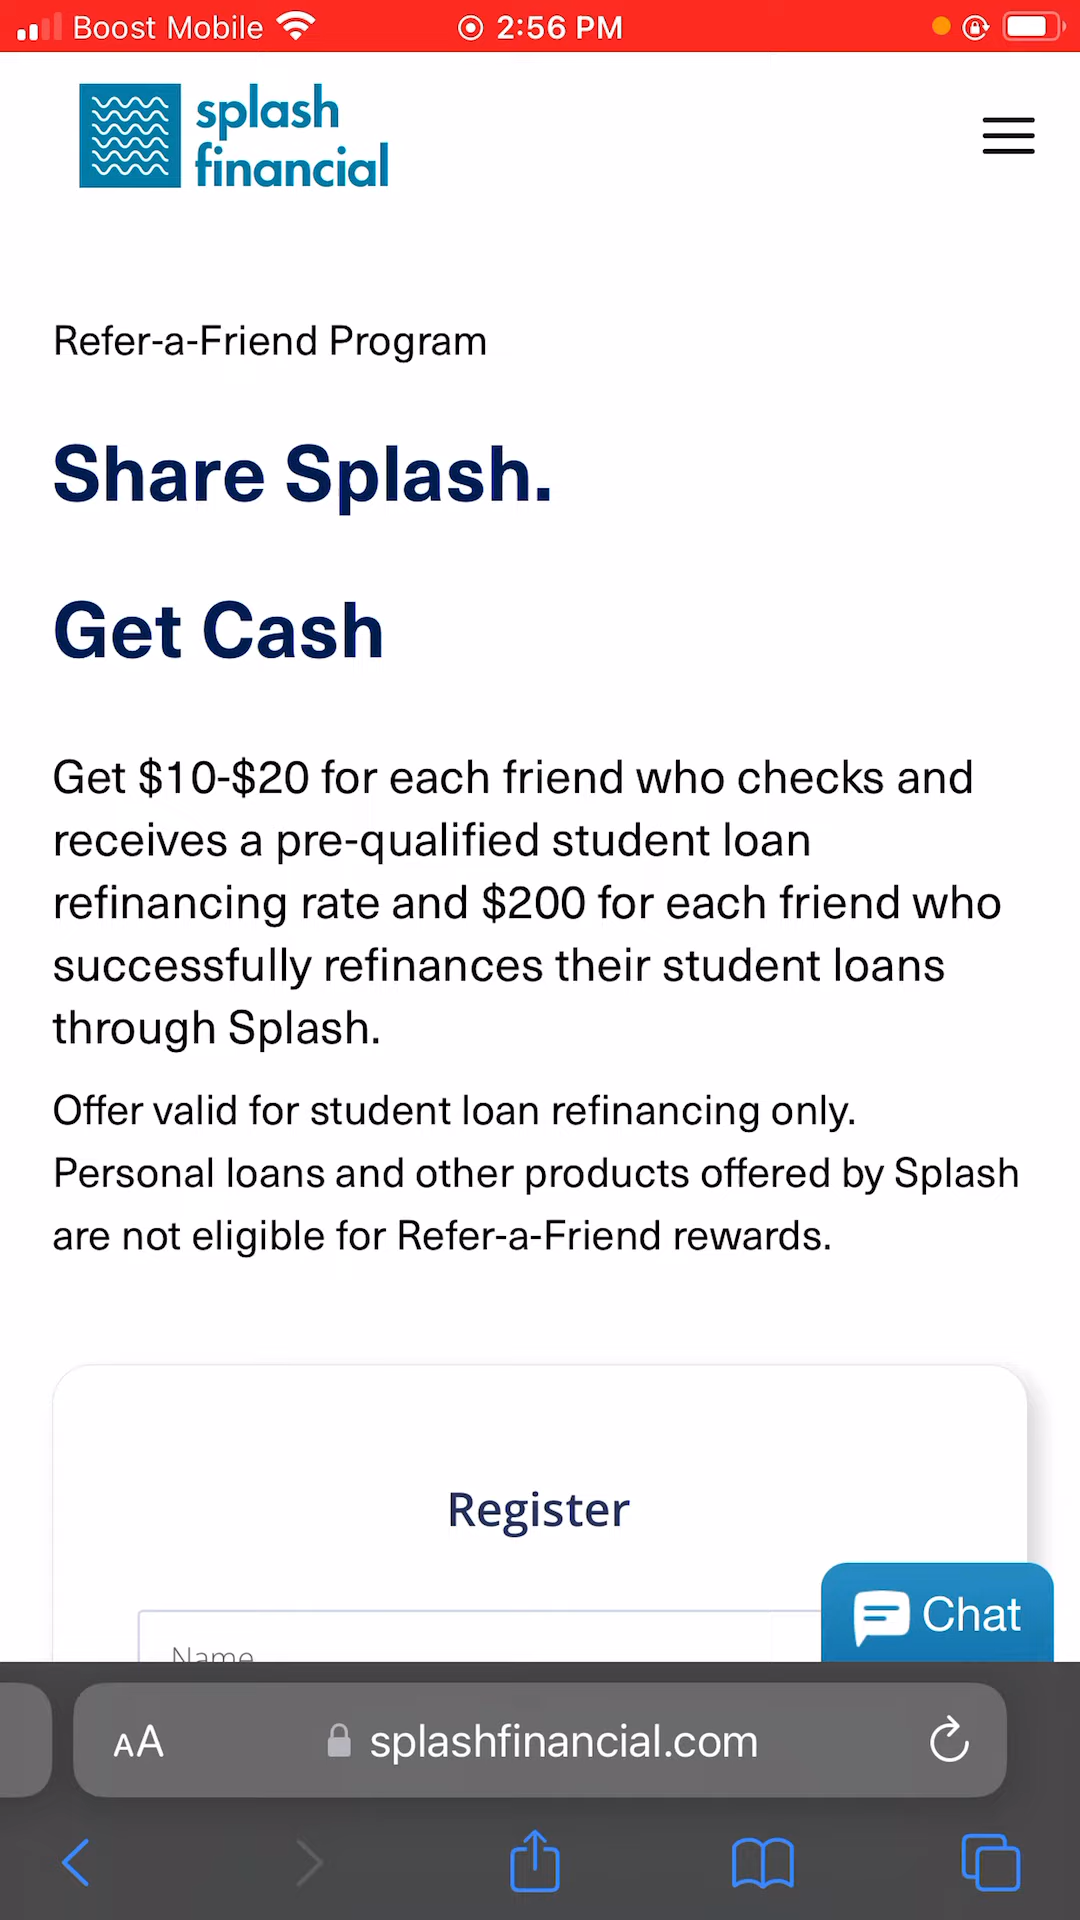 Boost Mobile 2:56 PM
splash
financial
Refer-a-Friend Program
Share Splash.
Get Cash
Get $10-$20 for each friend who checks and
receives a pre-qualified student loan
refinancing rate and $200 for each friend who
successfully refinances their student loans
through Splash.
Offer valid for student loan refinancing only.
Personal loans and other products offered by Splash
are not eligible for Refer-a-Friend rewards.
Register
Chat
Name
AA splashfinancial.com